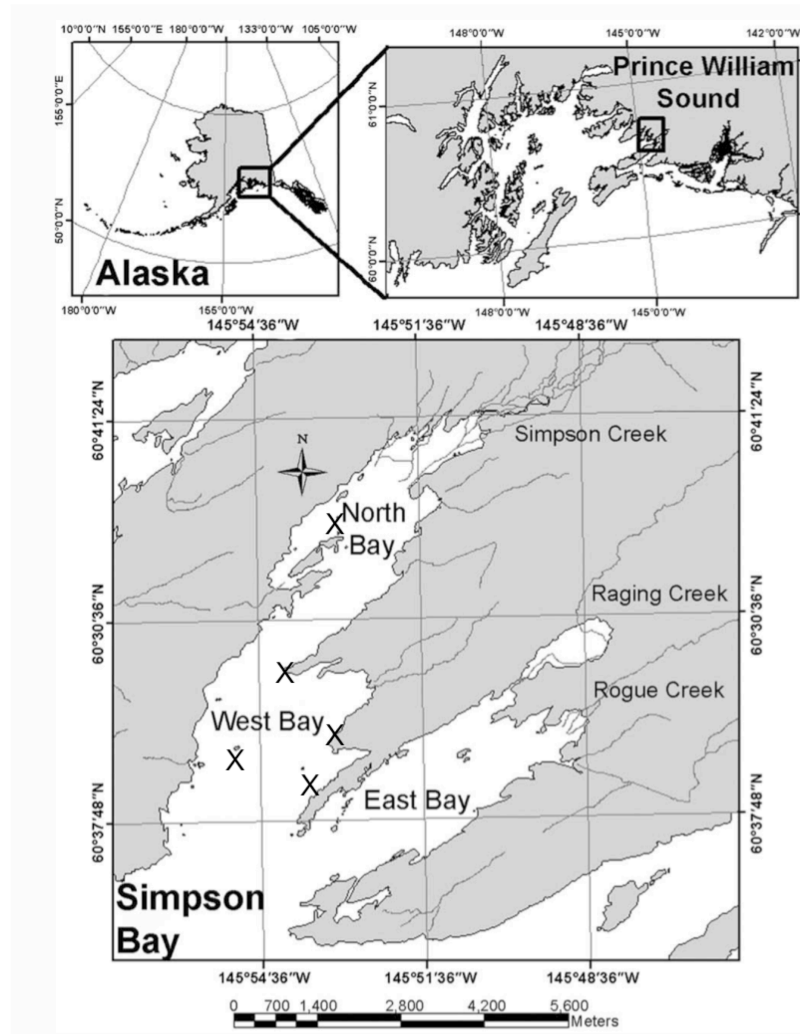 10°0'0"N 155°0'0"E 180°0'0"W 133°0'0"W 105°0'0"W
155°0'0"E
50°0'0"N
Alaska
180°0'0"W 155°0'0"W
148°0'0"W 145°0'0"W 142°0'0"W
Prince William
Sound
61°0'0"N
60°0'0"N
148°0'0"W 145°0'0"W
145°54'36"W 145°51'36"W 145°48'36"W
60°41'24"N 60°41'24"N
Simpson Creek
N
X North
Bay
Raging Creek
60°30'36"N 60°30'36"N
X
Rogue Creek
West Bay X
X
X
East Bay
60°37'48"N 60°37'48"N
Simpson
Bay
145°54'36"W 145°51'36"W 145°48'36"W
0 700 1,400 2,800 4,200 5,600
Meters